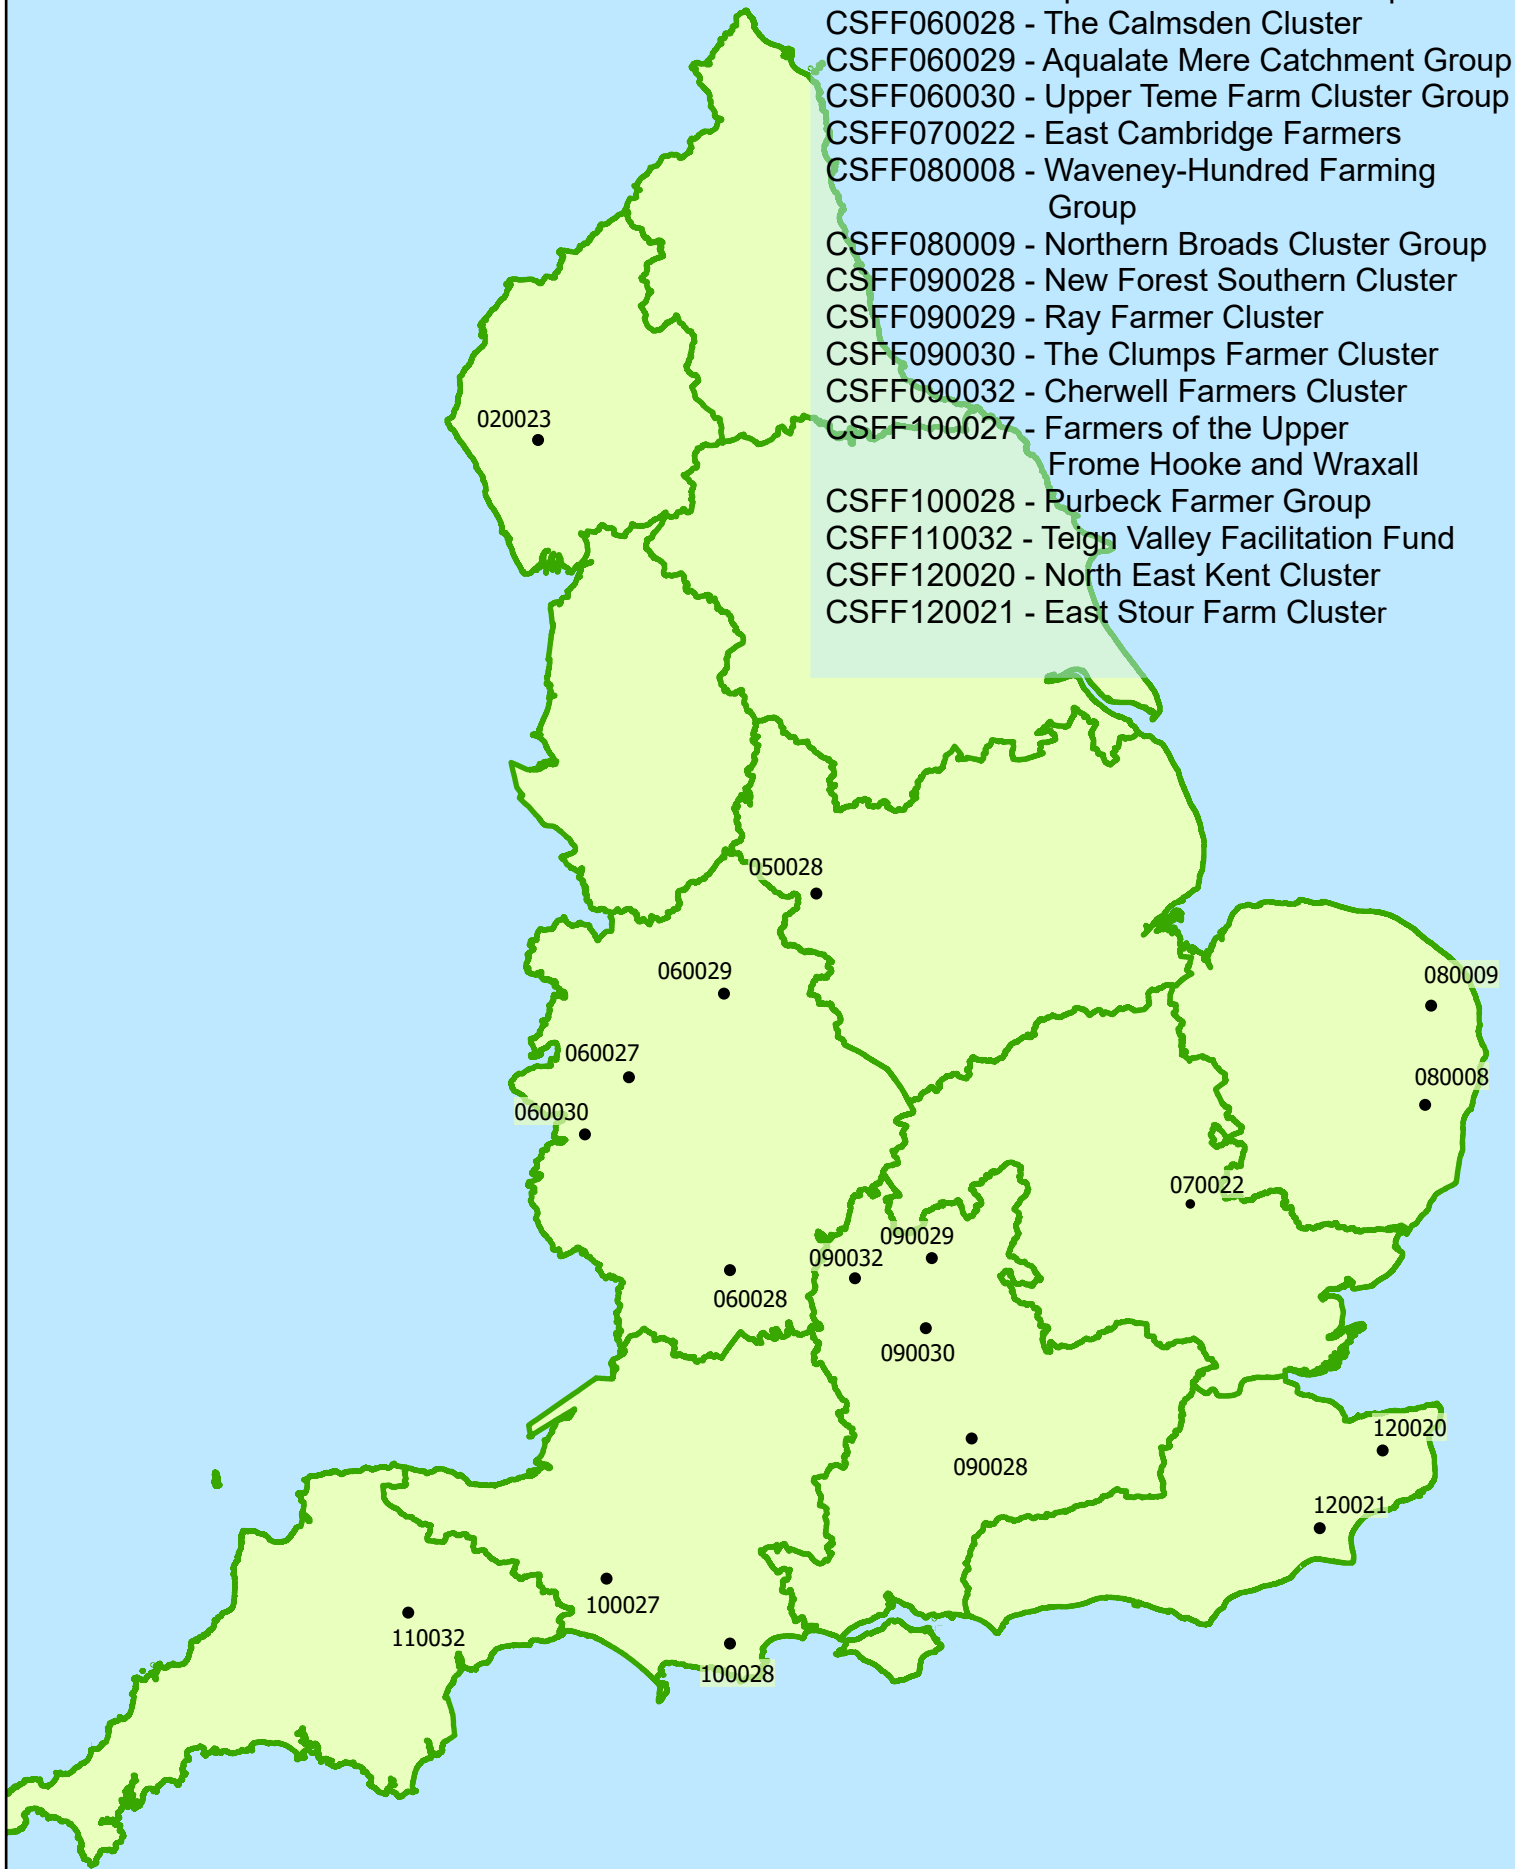 CSFF060028 - The Calmsden Cluster
CSFF060029 - Aqualate Mere Catchment Group
CSFF060030 - Upper Teme Farm Cluster Group
CSFF070022 - East Cambridge Farmers
CSFF080008 - Waveney-Hundred Farming
Group
CSFF080009 - Northern Broads Cluster Group
CSFF090028 - New Forest Southern Cluster
CSFF090029 - Ray Farmer Cluster
CSFF090030 - The Clumps Farmer Cluster
CSFF090032 - Cherwell Farmers Cluster
CSFF100027 - Farmers of the Upper
Frome Hooke and Wraxall
CSFF100028 - Purbeck Farmer Group
CSFF110032 - Teign Valley Facilitation Fund
CSFF120020 - North East Kent Cluster
CSFF120021 - East Stour Farm Cluster
020023
050028
060029
080009
060027
080008
060030
070022
090029
090032
060028
090030
120020
090028
120021
100027
110032
100028